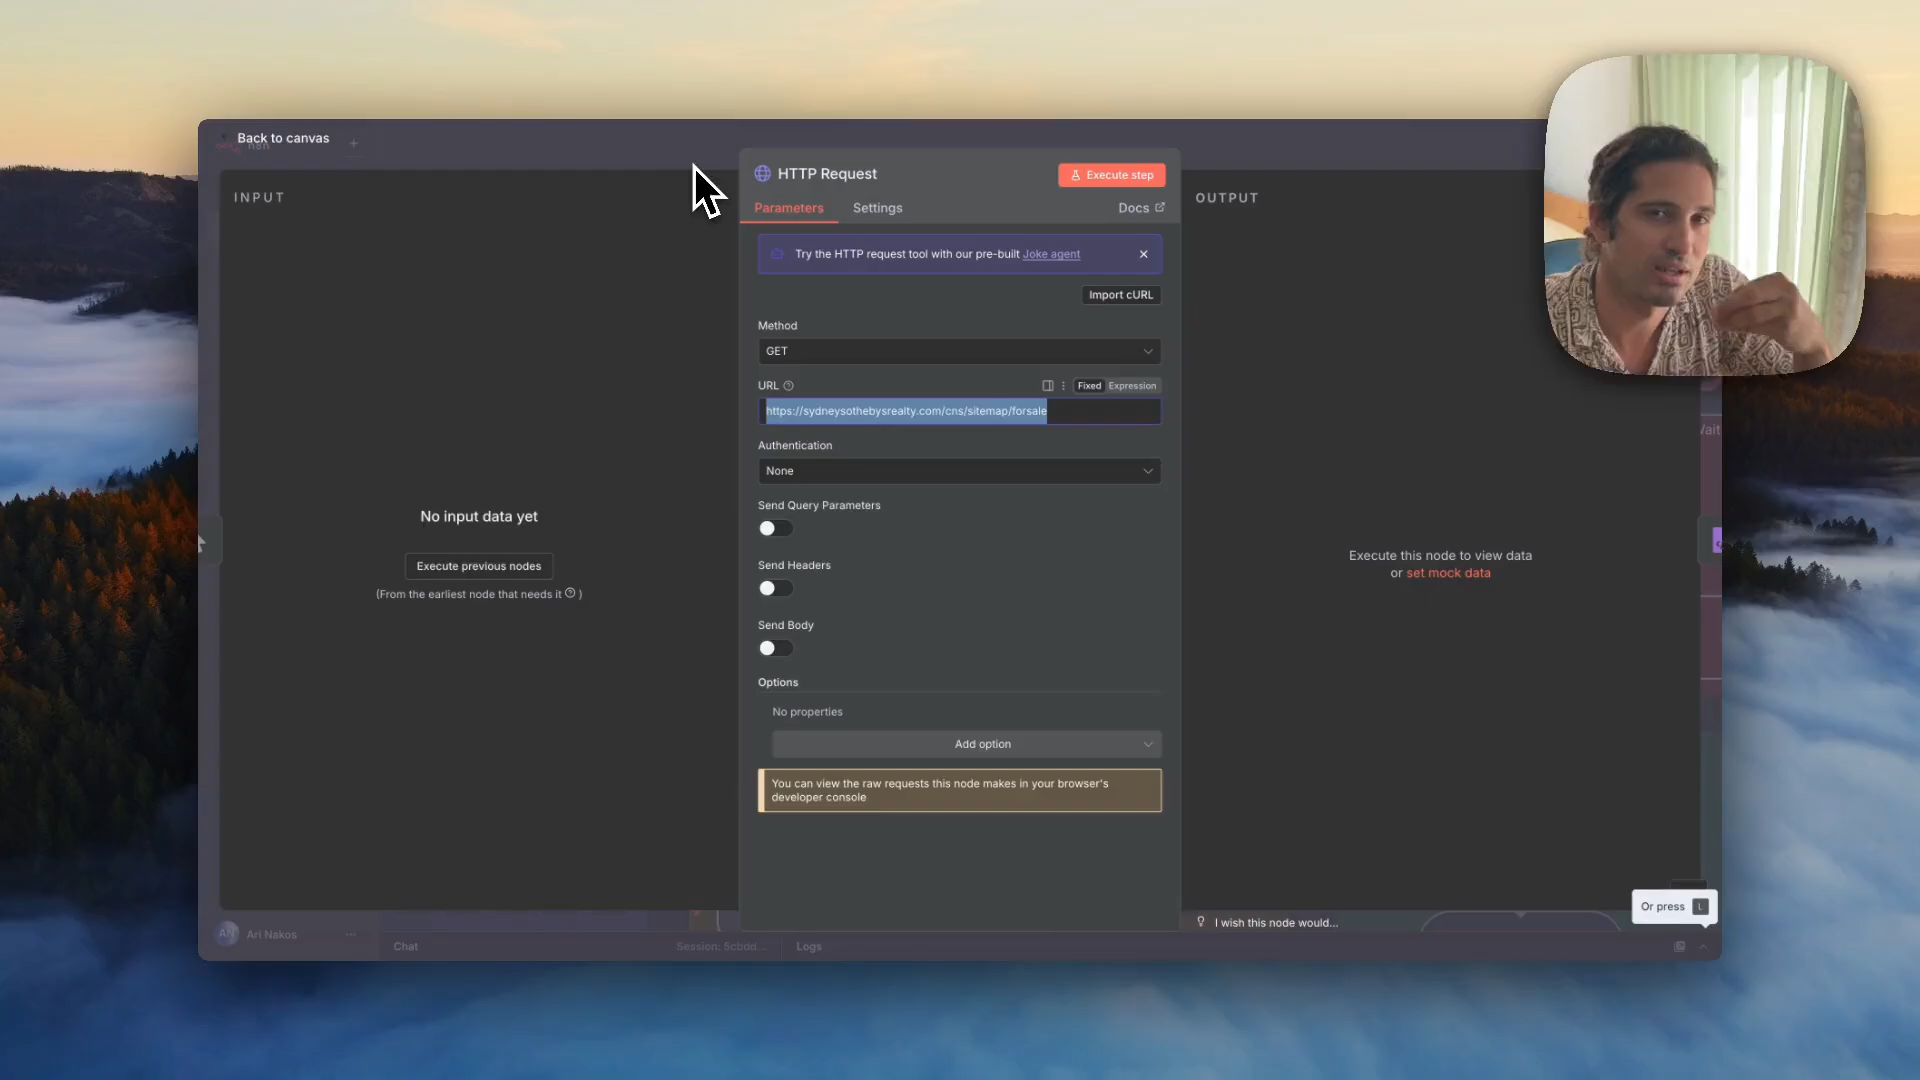 Back to canvas
n8n
+
INPUT
HTTP Request
Execute step
OUTPUT
Parameters
Settings
Docs
Try the HTTP request tool with our pre-built Joke agent
Import cURL
Method
GET
URL
Fixed
Expression
https://sydneysothebysrealty.com/cns/sitemap/forsale
Wait
Authentication
None
Send Query Parameters
No input data yet
Execute previous nodes
(From the earliest node that needs it ? )
Execute this node to view data
or set mock data
Send Headers
Send Body
Options
No properties
Add option
You can view the raw requests this node makes in your browser's
developer console
Or press L
I wish this node would...
AN
Ari Nakos
Chat
Session: 5cbdd...
Logs